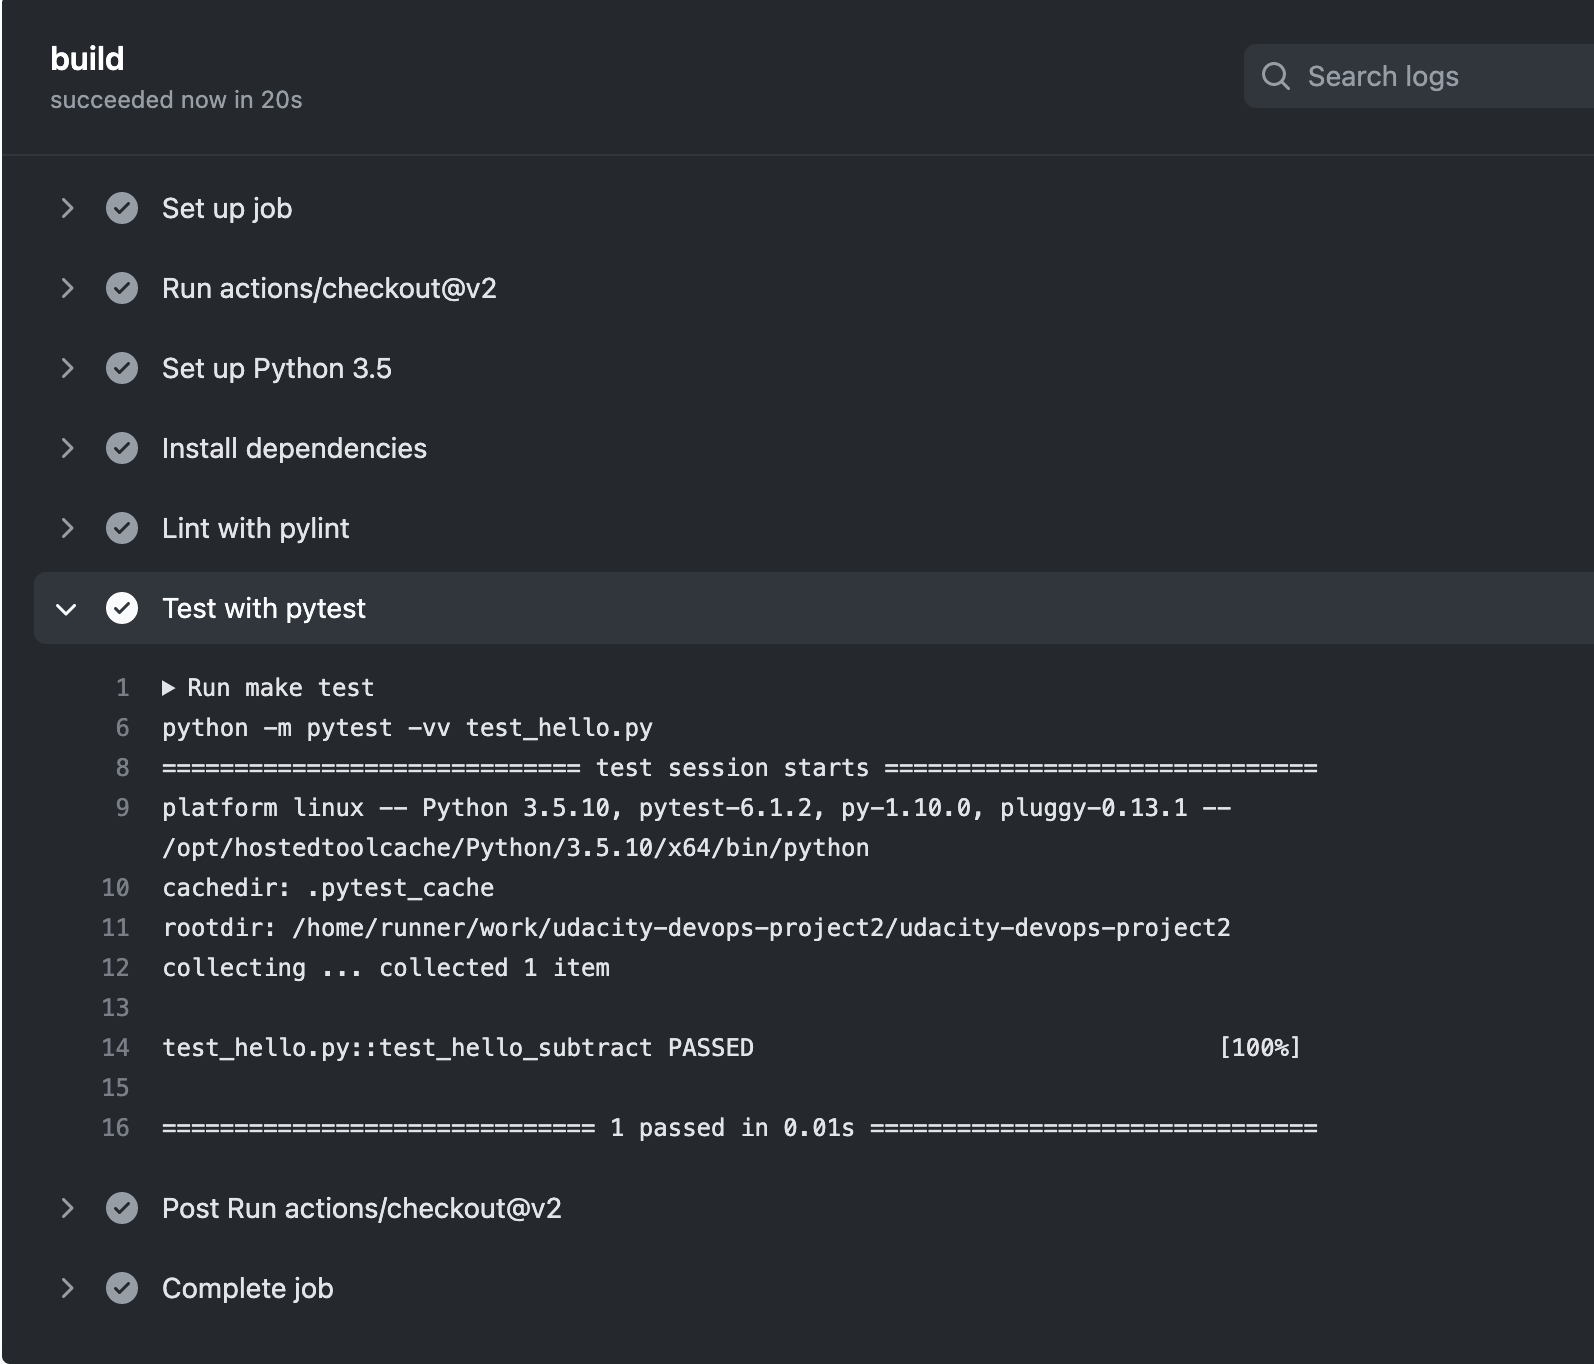 build
succeeded now in 20s
Search logs
Set up job
Run actions/checkout@v2
Set up Python 3.5
Install dependencies
Lint with pylint
Test with pytest
1 ▶ Run make test
6 python -m pytest -vv test_hello.py
8 ============================= test session starts ==============================
9 platform linux -- Python 3.5.10, pytest-6.1.2, py-1.10.0, pluggy-0.13.1 --
/opt/hostedtoolcache/Python/3.5.10/x64/bin/python
10 cachedir: .pytest_cache
11 rootdir: /home/runner/work/udacity-devops-project2/udacity-devops-project2
12 collecting ... collected 1 item
13
14 test_hello.py::test_hello_subtract PASSED [100%]
15
16 ============================== 1 passed in 0.01s ===============================
Post Run actions/checkout@v2
Complete job